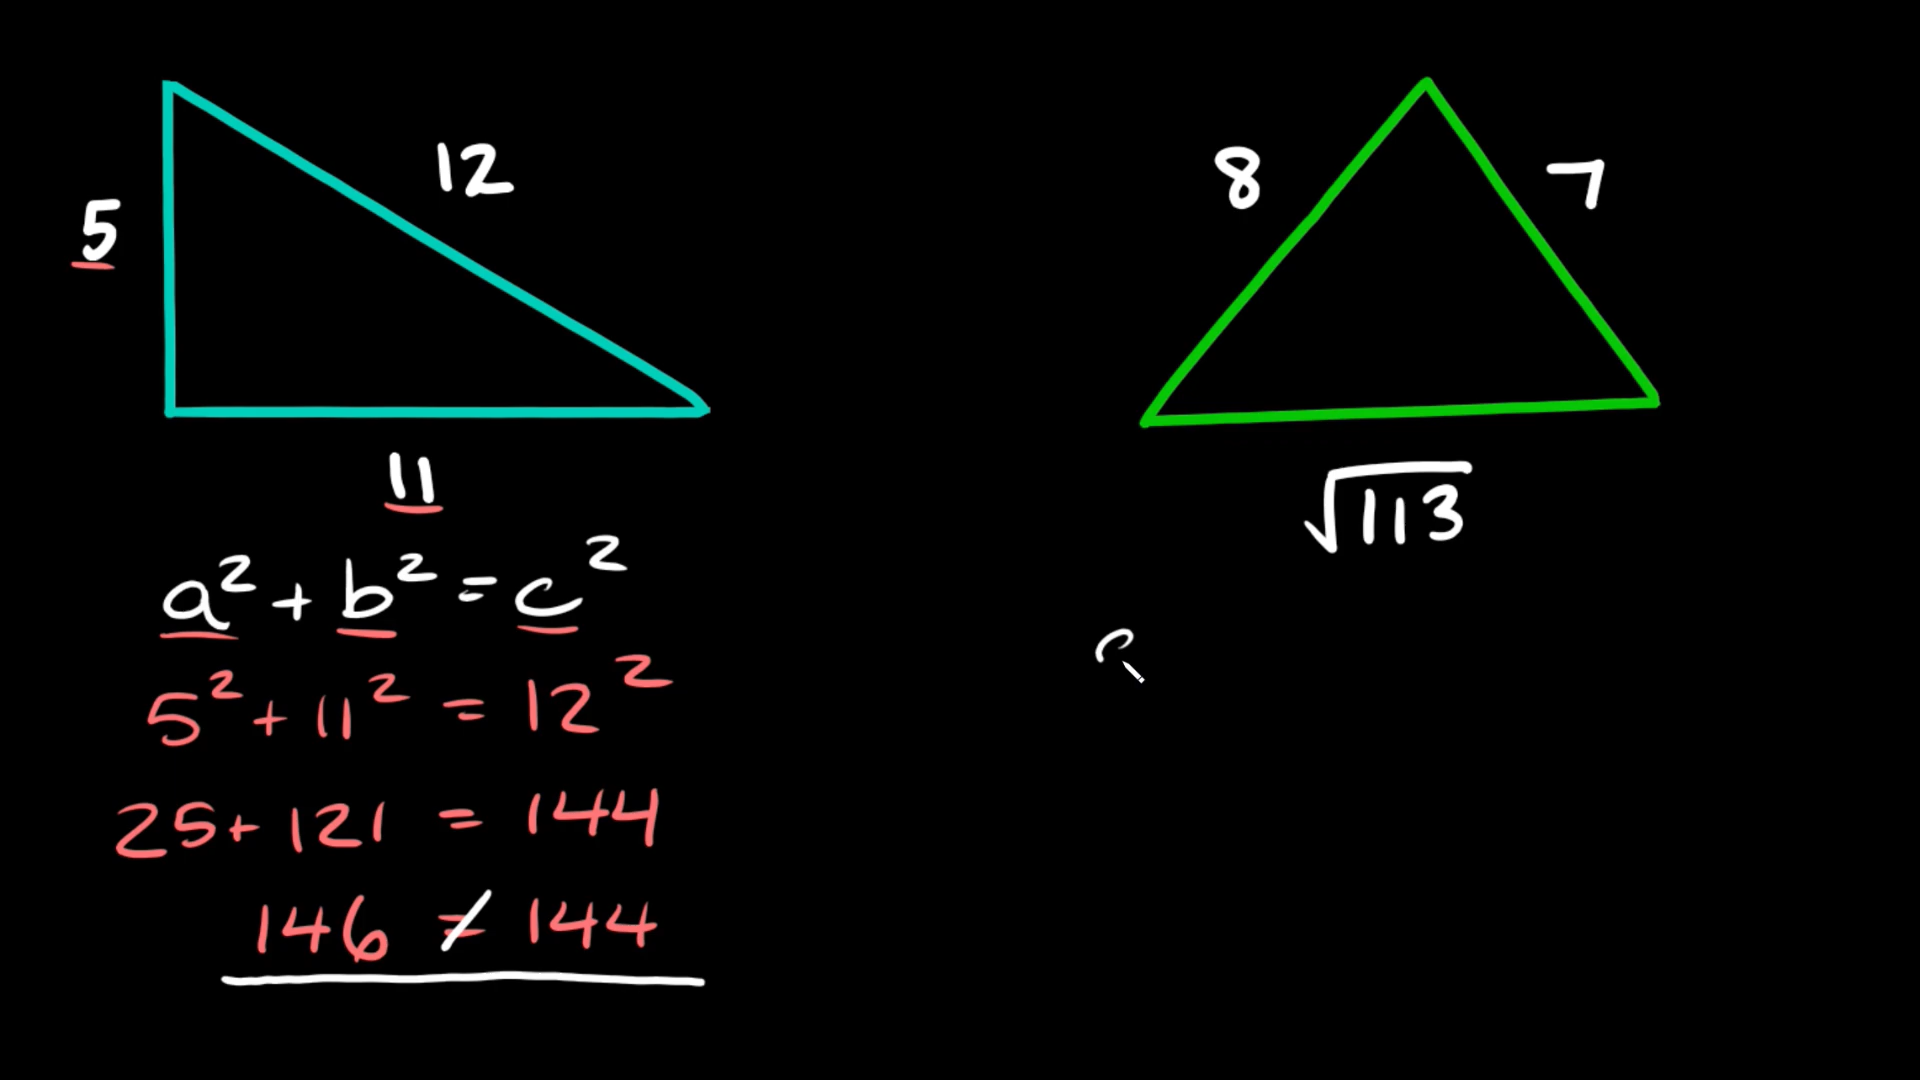 5
12
11
a² + b² = c²
5² + 11² = 12²
25 + 121 = 144
146 ≠ 144
8
7
√113